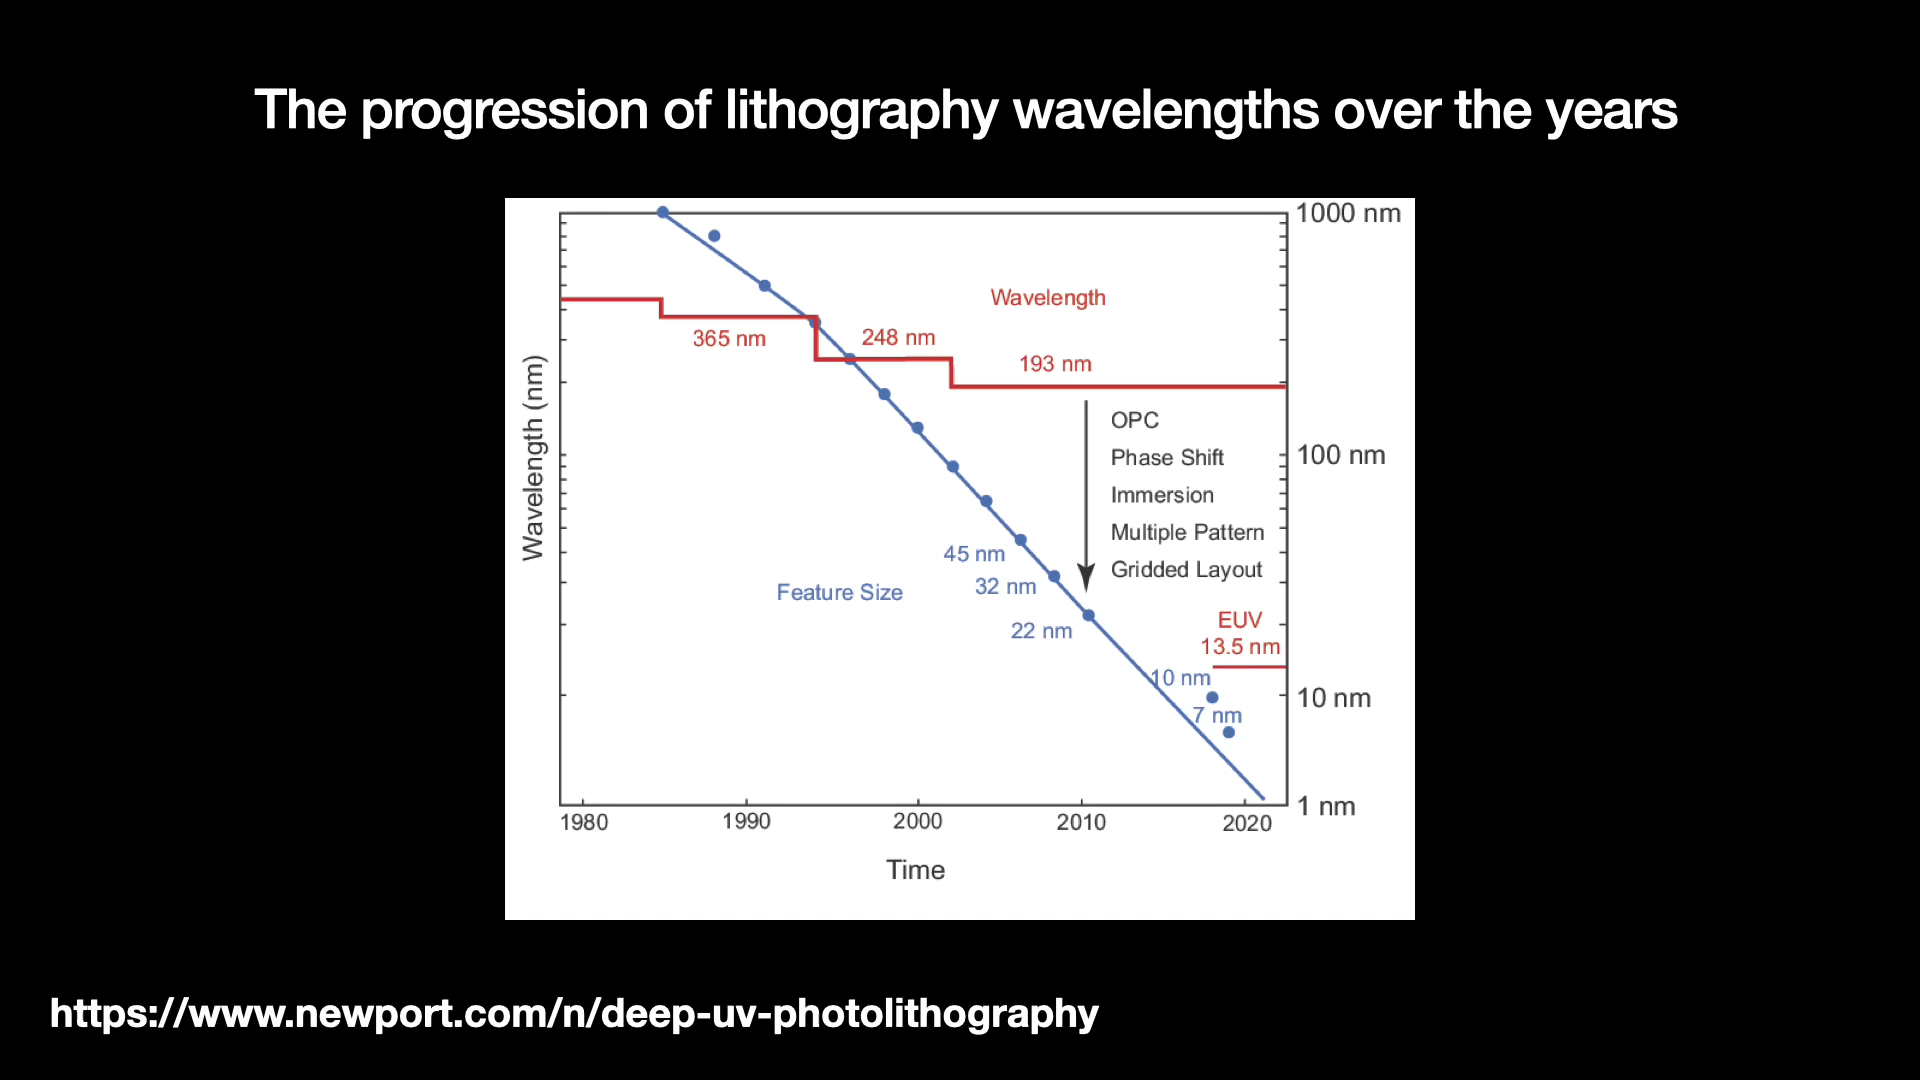 The progression of lithography wavelengths over the years
1000 nm
Wavelength
365 nm
248 nm
193 nm
Wavelength (nm)
OPC
Phase Shift
Immersion
Multiple Pattern
Gridded Layout
100 nm
45 nm
32 nm
22 nm
Feature Size
EUV
13.5 nm
10 nm
7 nm
10 nm
1 nm
1980 1990 2000 2010 2020
Time
https://www.newport.com/n/deep-uv-photolithography